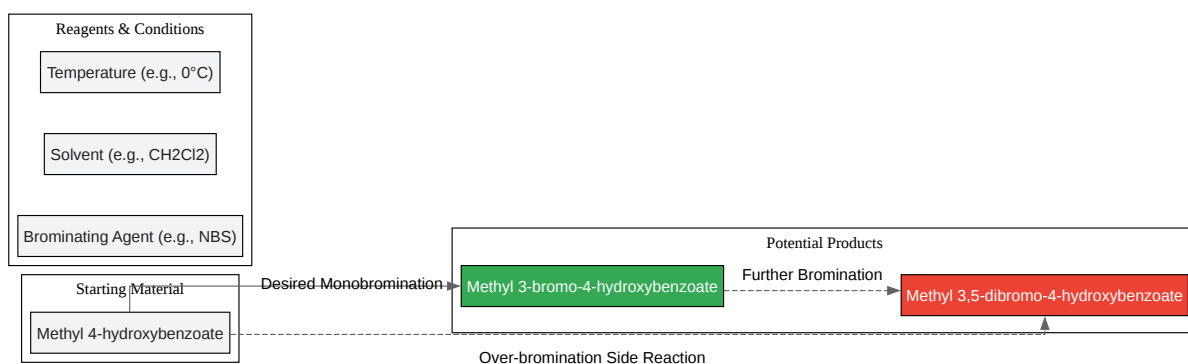 Reagents & Conditions
Temperature (e.g., 0°C)
Solvent (e.g., CH2Cl2)
Brominating Agent (e.g., NBS)
Starting Material
Methyl 4-hydroxybenzoate
Desired Monobromination
Potential Products
Methyl 3-bromo-4-hydroxybenzoate
Further Bromination
Methyl 3,5-dibromo-4-hydroxybenzoate
Over-bromination Side Reaction